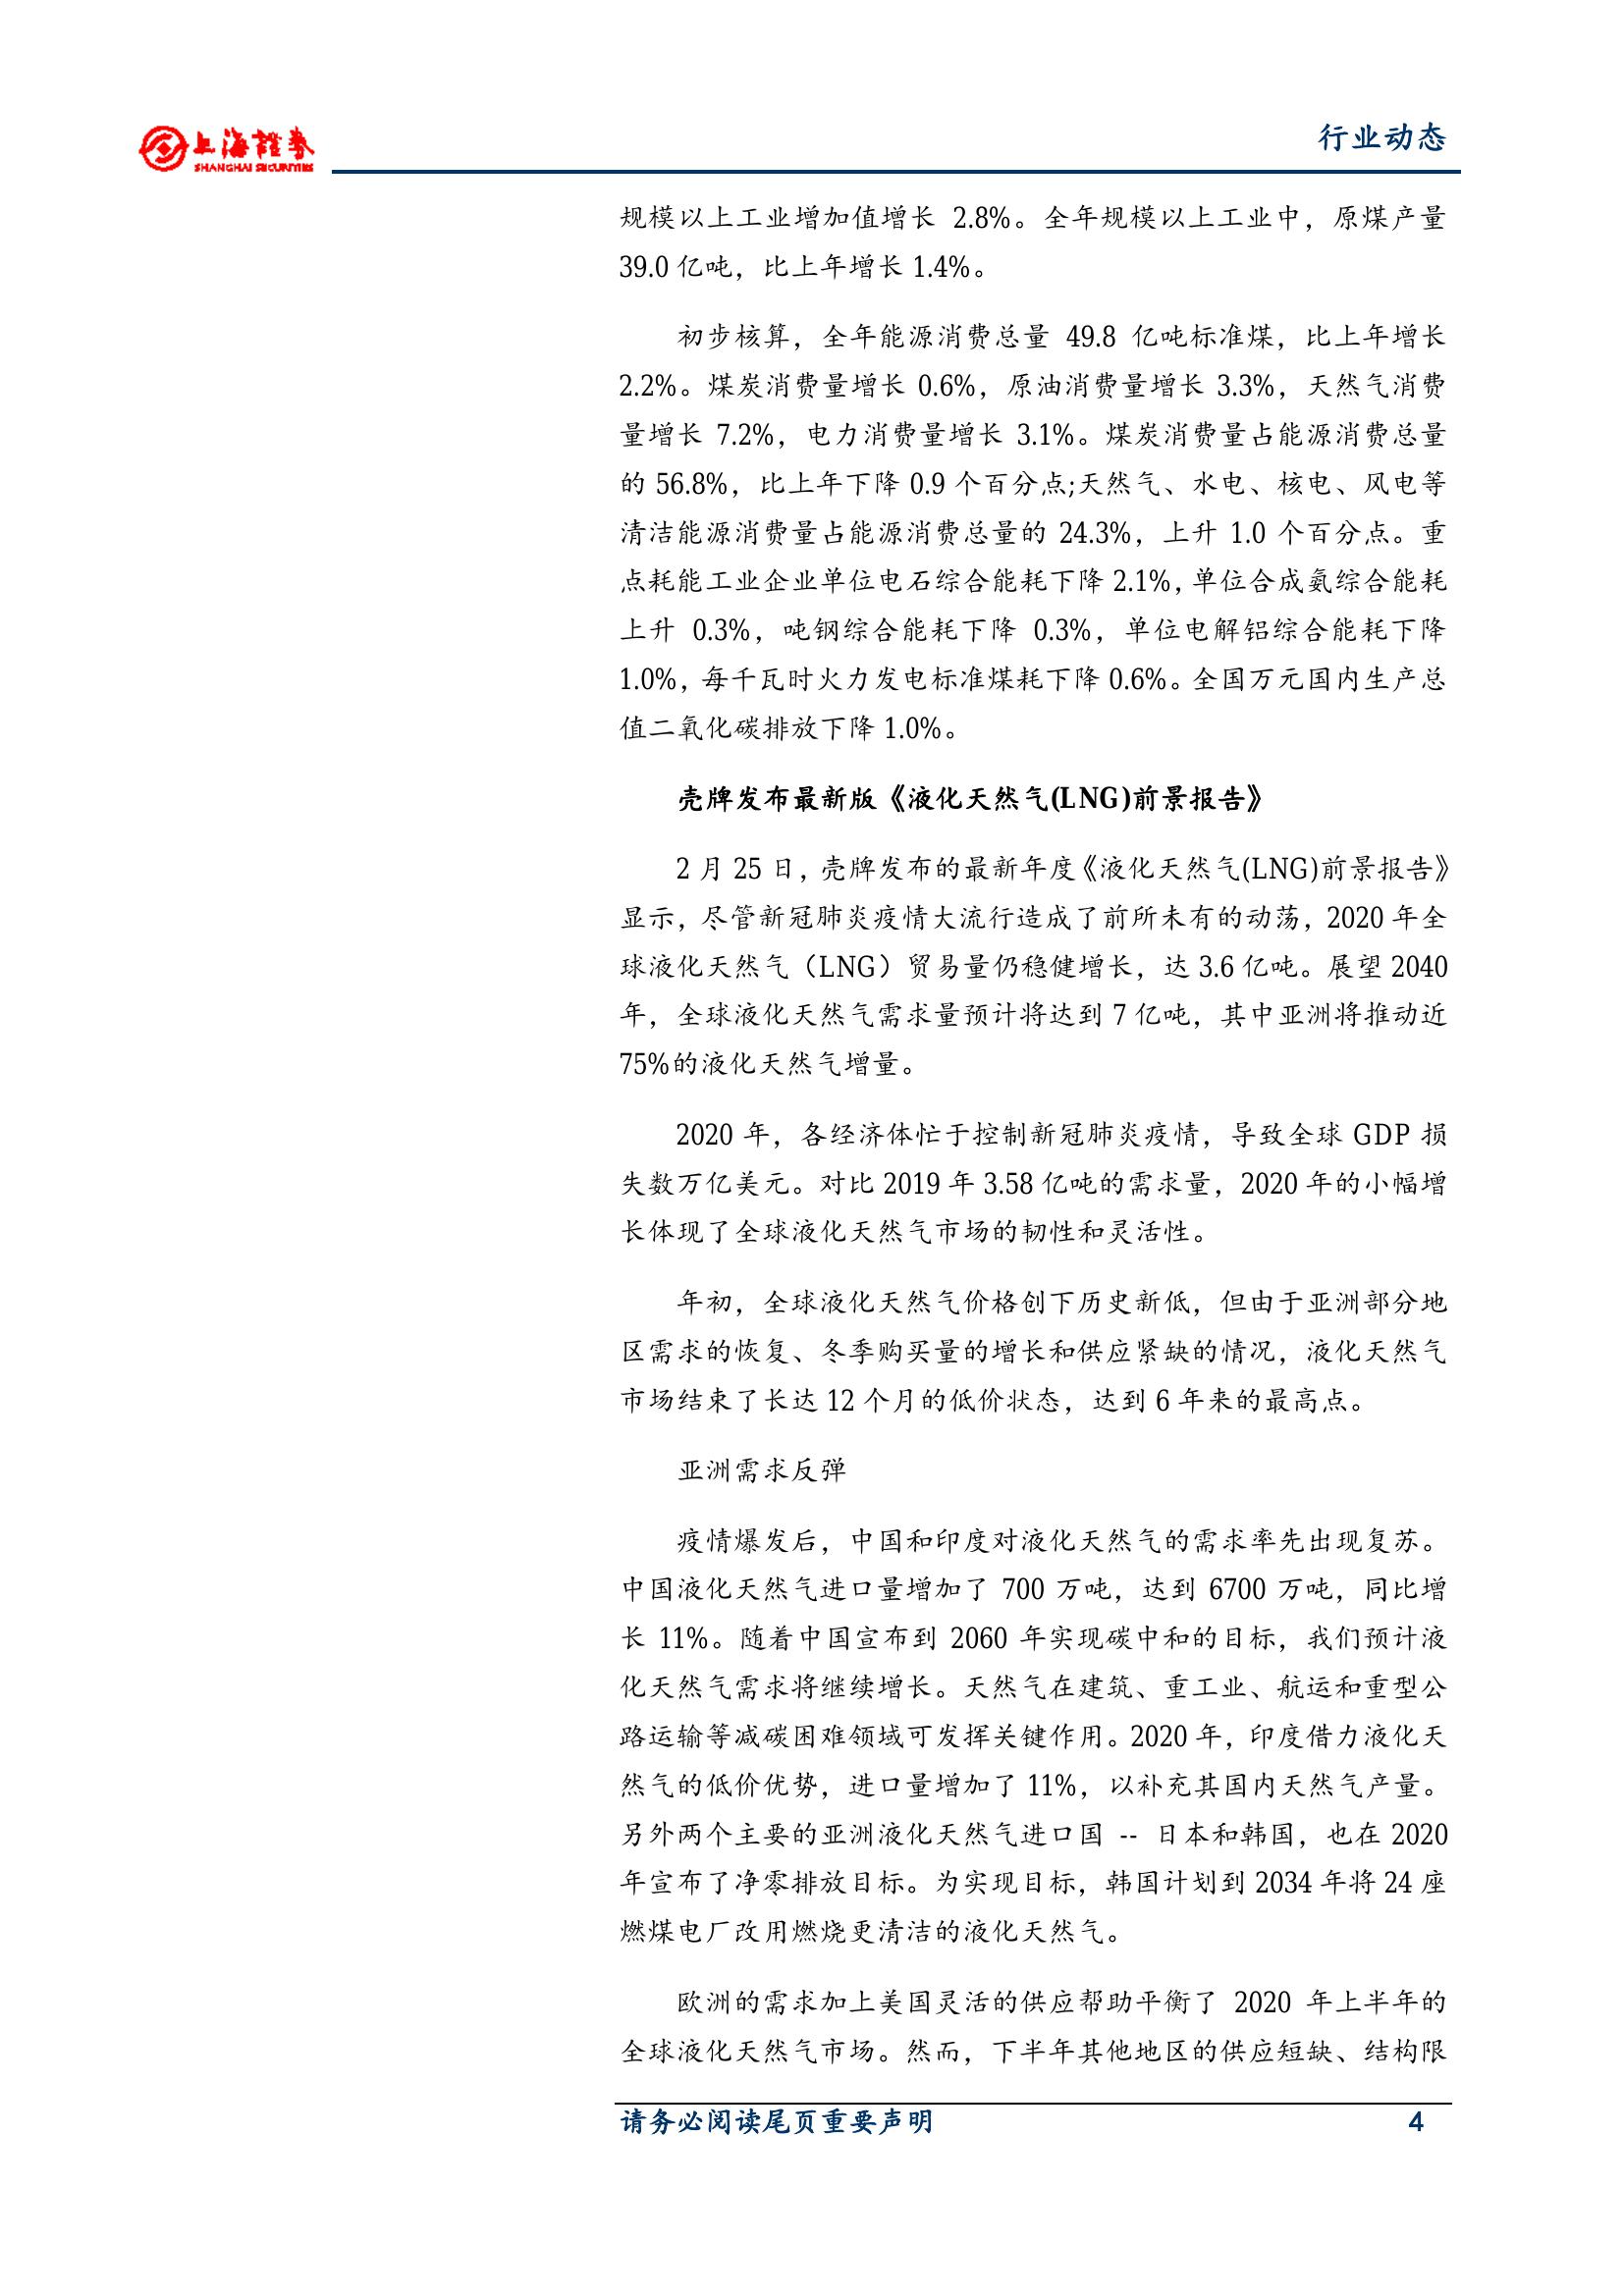 上海證券
SHANGHAI SECURITIES
行业动态
规模以上工业增加值增长 2.8%。全年规模以上工业中，原煤产量
39.0 亿吨，比上年增长 1.4%。
初步核算，全年能源消费总量 49.8 亿吨标准煤，比上年增长
2.2%。煤炭消费量增长 0.6%，原油消费量增长 3.3%，天然气消费
量增长 7.2%，电力消费量增长 3.1%。煤炭消费量占能源消费总量
的 56.8%，比上年下降 0.9 个百分点;天然气、水电、核电、风电等
清洁能源消费量占能源消费总量的 24.3%，上升 1.0 个百分点。重
点耗能工业企业单位电石综合能耗下降 2.1%，单位合成氨综合能耗
上升 0.3%，吨钢综合能耗下降 0.3%，单位电解铝综合能耗下降
1.0%，每千瓦时火力发电标准煤耗下降 0.6%。全国万元国内生产总
值二氧化碳排放下降 1.0%。
壳牌发布最新版《液化天然气(LNG)前景报告》
2 月 25 日，壳牌发布的最新年度《液化天然气(LNG)前景报告》
显示，尽管新冠肺炎疫情大流行造成了前所未有的动荡，2020 年全
球液化天然气（LNG）贸易量仍稳健增长，达 3.6 亿吨。展望 2040
年，全球液化天然气需求量预计将达到 7 亿吨，其中亚洲将推动近
75%的液化天然气增量。
2020 年，各经济体忙于控制新冠肺炎疫情，导致全球 GDP 损
失数万亿美元。对比 2019 年 3.58 亿吨的需求量，2020 年的小幅增
长体现了全球液化天然气市场的韧性和灵活性。
年初，全球液化天然气价格创下历史新低，但由于亚洲部分地
区需求的恢复、冬季购买量的增长和供应紧缺的情况，液化天然气
市场结束了长达 12 个月的低价状态，达到 6 年来的最高点。
亚洲需求反弹
疫情爆发后，中国和印度对液化天然气的需求率先出现复苏。
中国液化天然气进口量增加了 700 万吨，达到 6700 万吨，同比增
长 11%。随着中国宣布到 2060 年实现碳中和的目标，我们预计液
化天然气需求将继续增长。天然气在建筑、重工业、航运和重型公
路运输等减碳困难领域可发挥关键作用。2020 年，印度借力液化天
然气的低价优势，进口量增加了 11%，以补充其国内天然气产量。
另外两个主要的亚洲液化天然气进口国 -- 日本和韩国，也在 2020
年宣布了净零排放目标。为实现目标，韩国计划到 2034 年将 24 座
燃煤电厂改用燃烧更清洁的液化天然气。
欧洲的需求加上美国灵活的供应帮助平衡了 2020 年上半年的
全球液化天然气市场。然而，下半年其他地区的供应短缺、结构限
请务必阅读尾页重要声明 4